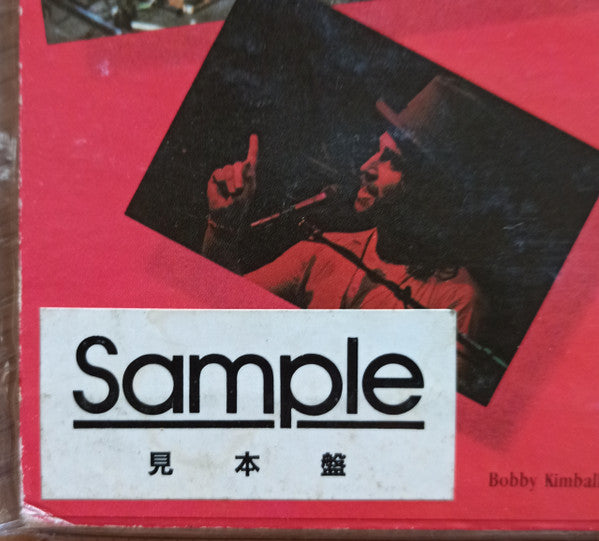 Sample
見本盤
Bobby Kimball